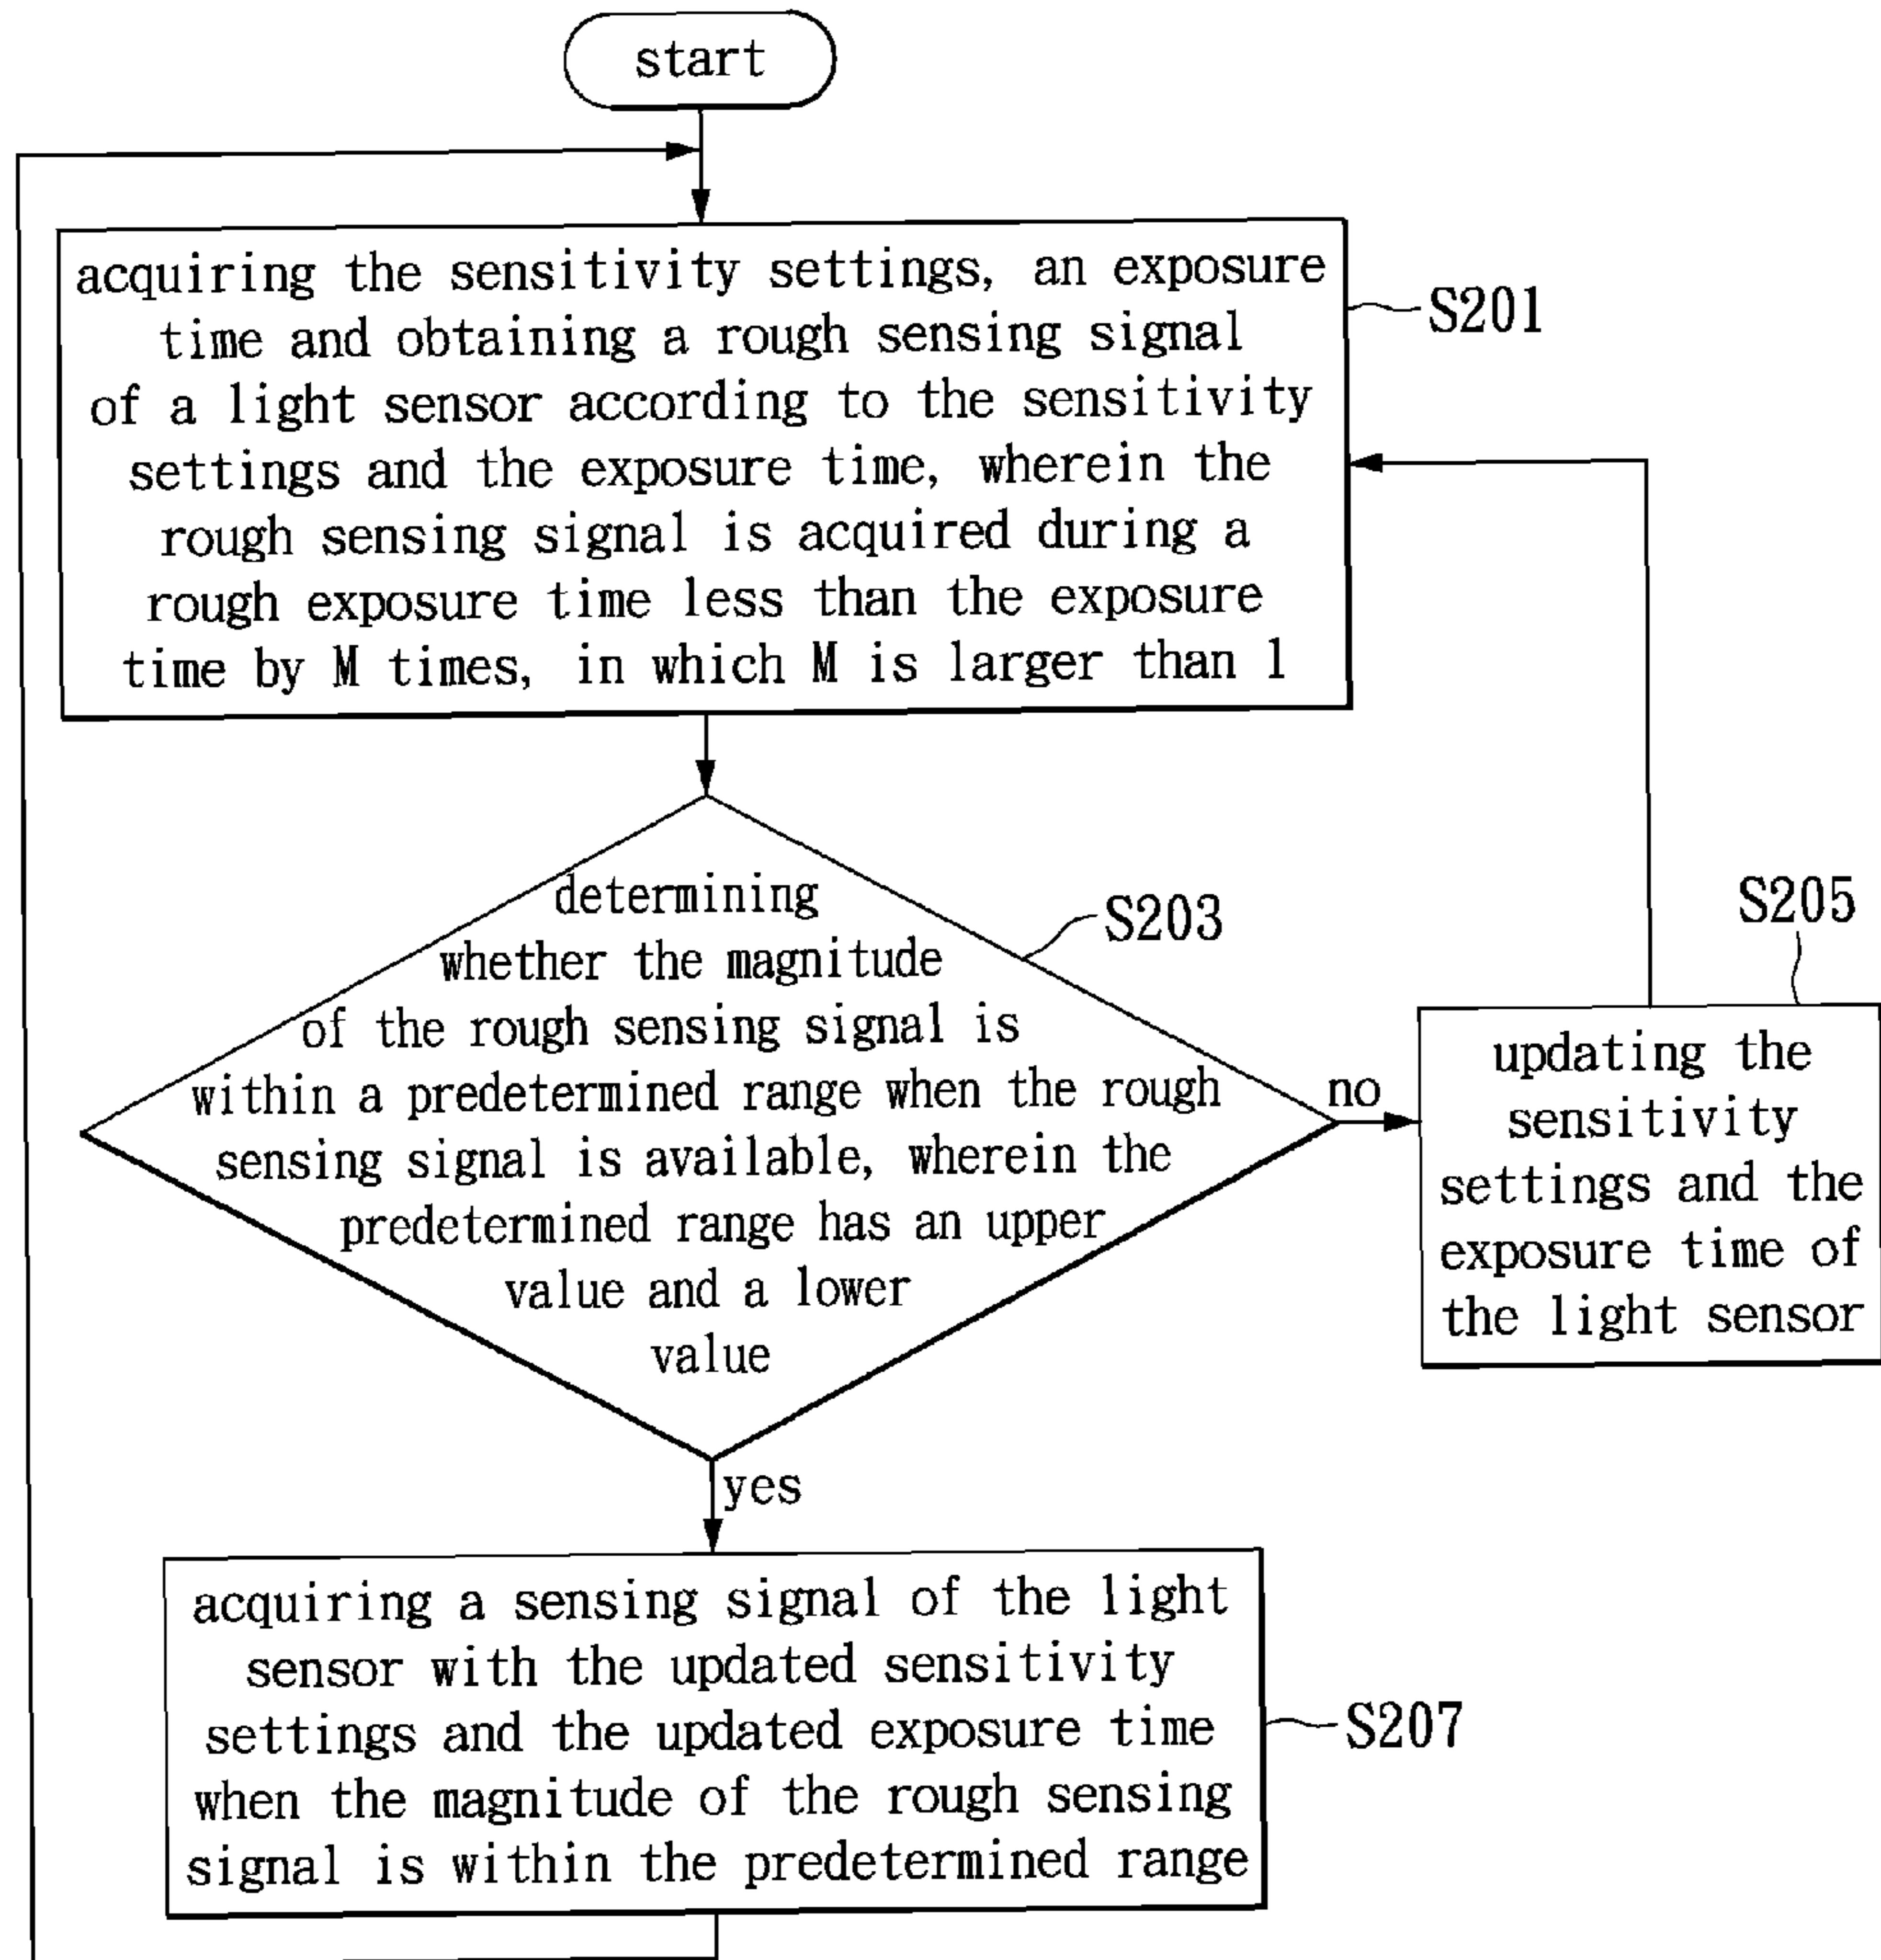 start
acquiring the sensitivity settings, an exposure
time and obtaining a rough sensing signal
of a light sensor according to the sensitivity
settings and the exposure time, wherein the
rough sensing signal is acquired during a
rough exposure time less than the exposure
time by M times, in which M is larger than 1
S201
determining
whether the magnitude
of the rough sensing signal is
within a predetermined range when the rough
sensing signal is available, wherein the
predetermined range has an upper
value and a lower
value
S203
no
S205
updating the
sensitivity
settings and the
exposure time of
the light sensor
yes
acquiring a sensing signal of the light
sensor with the updated sensitivity
settings and the updated exposure time
when the magnitude of the rough sensing
signal is within the predetermined range
S207